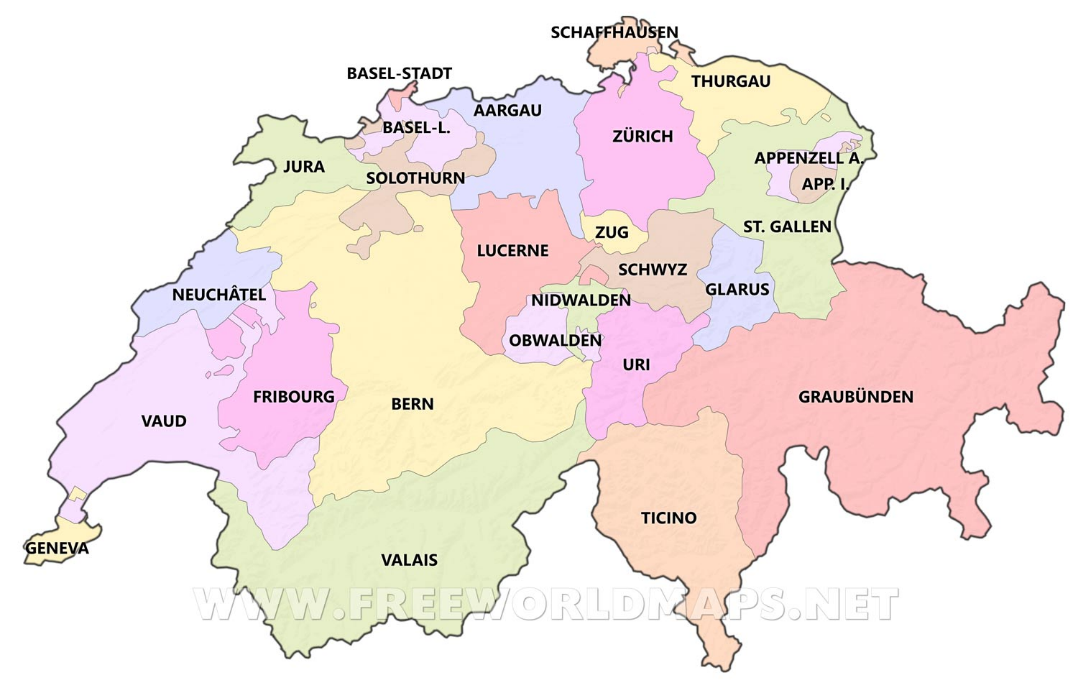 SCHAFFHAUSEN
BASEL-STADT
THURGAU
AARGAU
BASEL-L.
ZÜRICH
JURA
SOLOTHURN
APPENZELL A.
APP. I.
ST. GALLEN
ZUG
LUCERNE
SCHWYZ
GLARUS
NEUCHÂTEL
NIDWALDEN
OBWALDEN
URI
FRIBOURG
BERN
GRAUBÜNDEN
VAUD
TICINO
GENEVA
VALAIS
WWW.FREEWORLDMAPS.NET